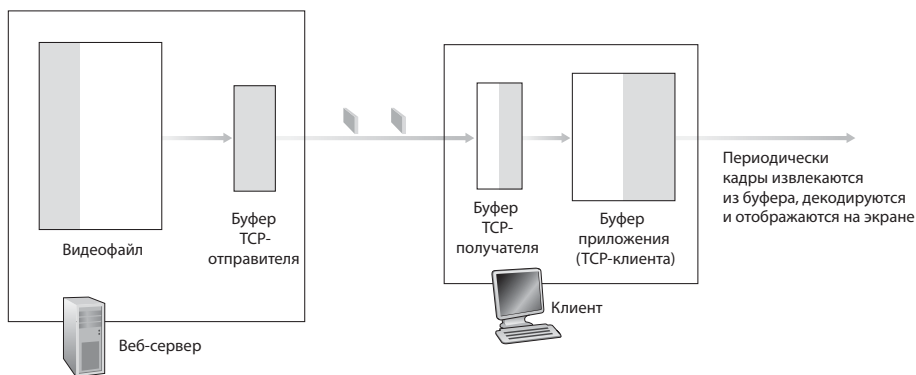 Видеофайл
Буфер
TCP-
отправителя
Веб-сервер
Буфер
TCP-
получателя
Буфер
приложения
(TCP-клиента)
Клиент
Периодически
кадры извлекаются
из буфера, декодируются
и отображаются на экране